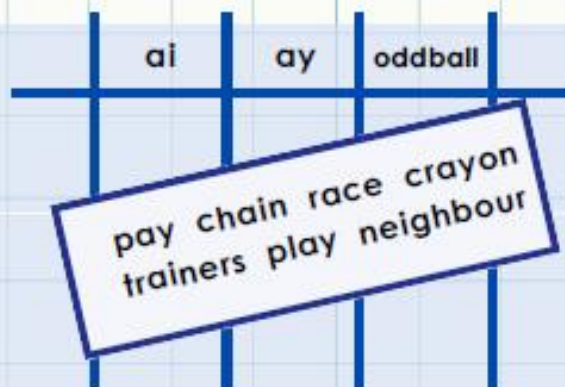 ai ay oddball
pay chain race crayon
trainers play neighbour